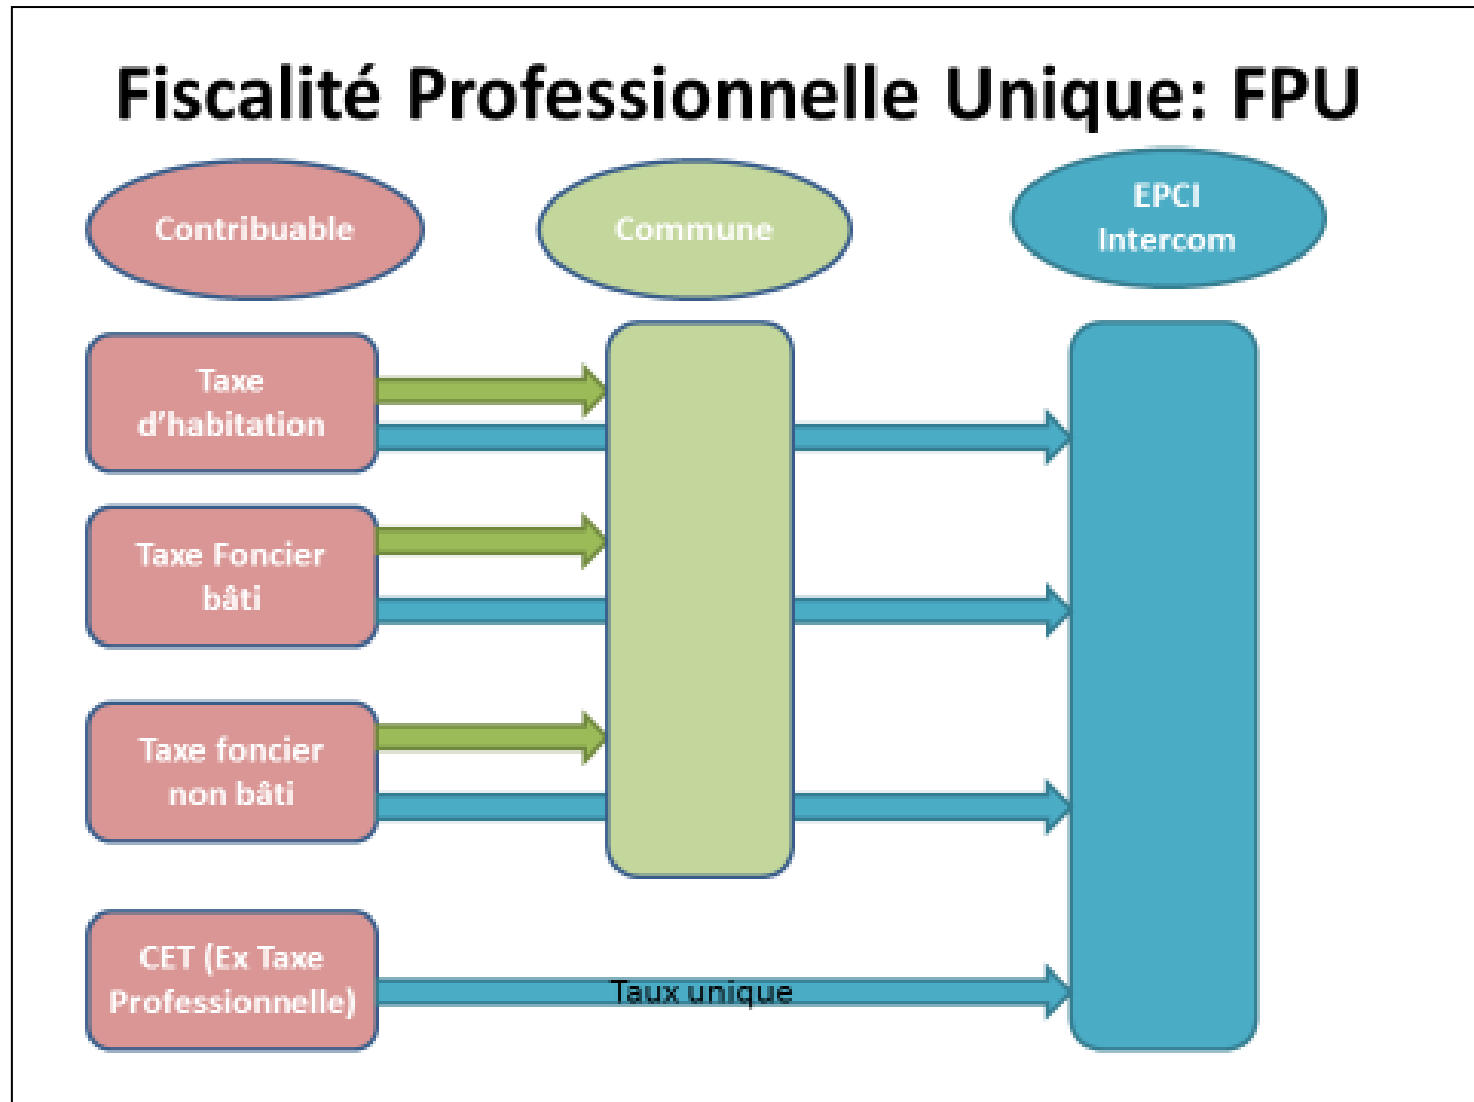 Fiscalité Professionnelle Unique: FPU
Contribuable
Commune
EPCI
Intercom
Taxe
d'habitation
Taxe Foncier
bâti
Taxe foncier
non bâti
CET (Ex Taxe
Professionnelle)
Taux unique